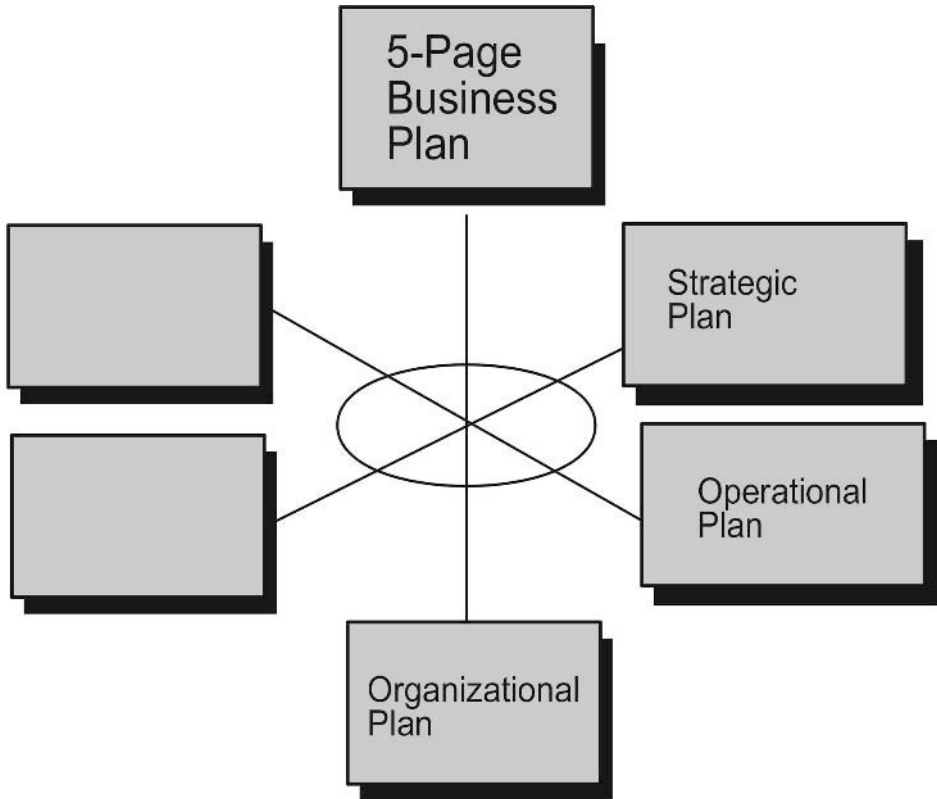 5-Page
Business
Plan
Strategic
Plan
Operational
Plan
Organizational
Plan